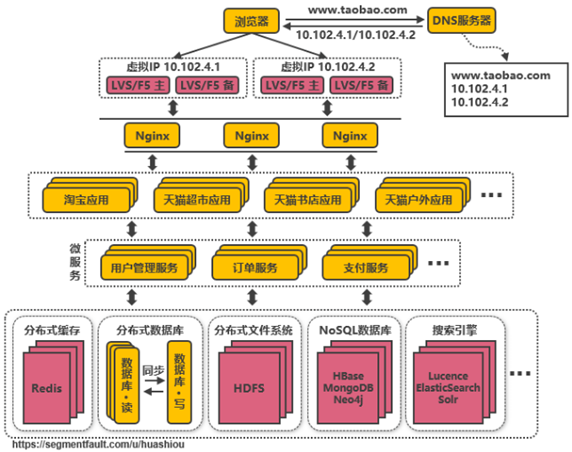 www.taobao.com
浏览器
DNS服务器
10.102.4.1/10.102.4.2
虚拟IP 10.102.4.1
虚拟IP 10.102.4.2
LVS/F5 主
LVS/F5 备
LVS/F5 主
LVS/F5 备
www.taobao.com
10.102.4.1
10.102.4.2
Nginx
Nginx
Nginx
淘宝应用
天猫超市应用
天猫书店应用
天猫户外应用
...
微服务
用户管理服务
订单服务
支付服务
...
分布式缓存
Redis
分布式数据库
数据库·读
同步
数据库·写
分布式文件系统
HDFS
NoSQL数据库
HBase
MongoDB
Neo4j
搜索引擎
Lucence
ElasticSearch
Solr
...
https://segmentfault.com/u/huashiou